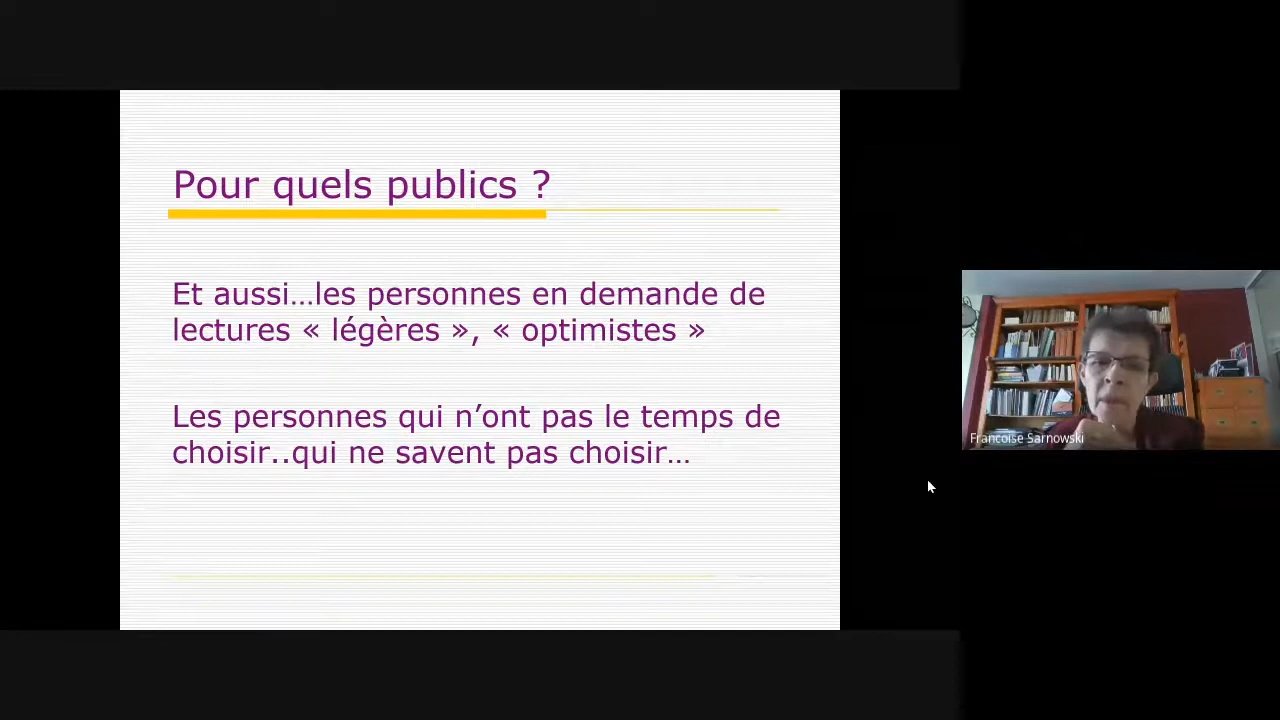 Pour quels publics ?
Et aussi…les personnes en demande de
lectures « légères », « optimistes »
Les personnes qui n’ont pas le temps de
choisir..qui ne savent pas choisir…
Francoise Sarnowski